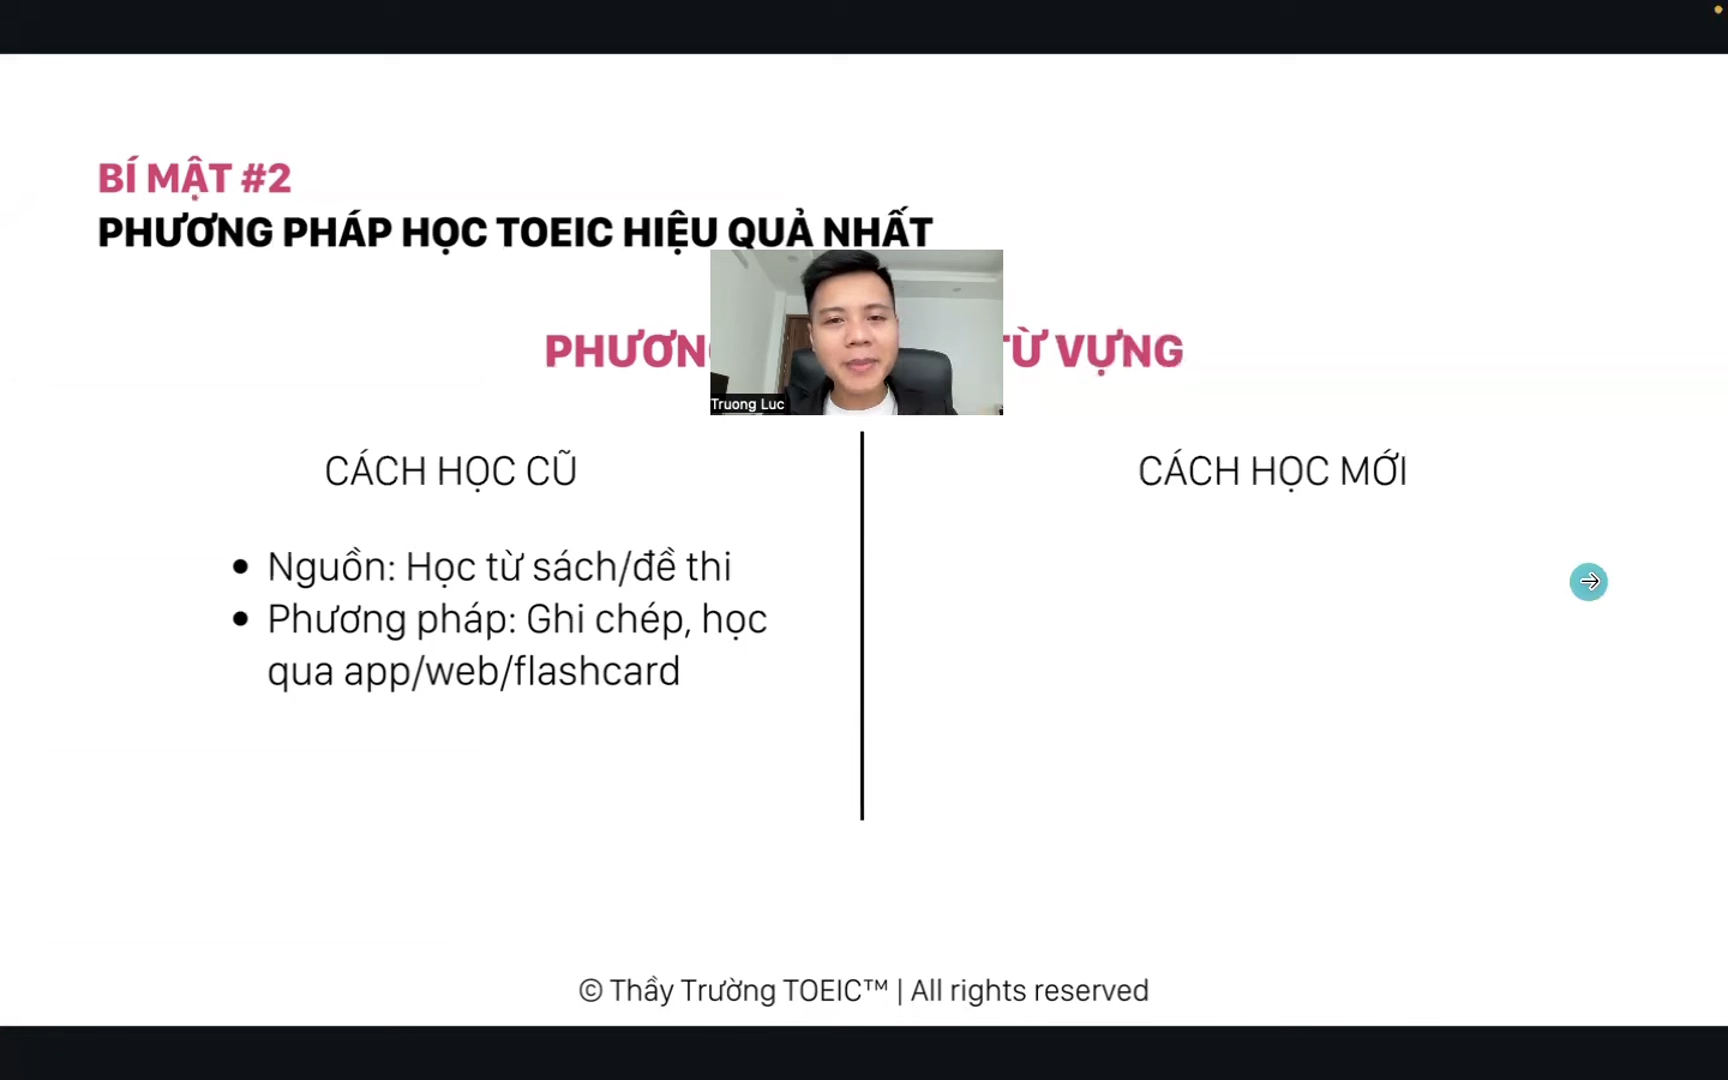 BÍ MẬT #2
PHƯƠNG PHÁP HỌC TOEIC HIỆU QUẢ NHẤT
TỪ VỰNG
Truong Luc
CÁCH HỌC CŨ
• Nguồn: Học từ sách/đề thi
• Phương pháp: Ghi chép, học
qua app/web/flashcard
CÁCH HỌC MỚI
© Thầy Trường TOEIC™ | All rights reserved